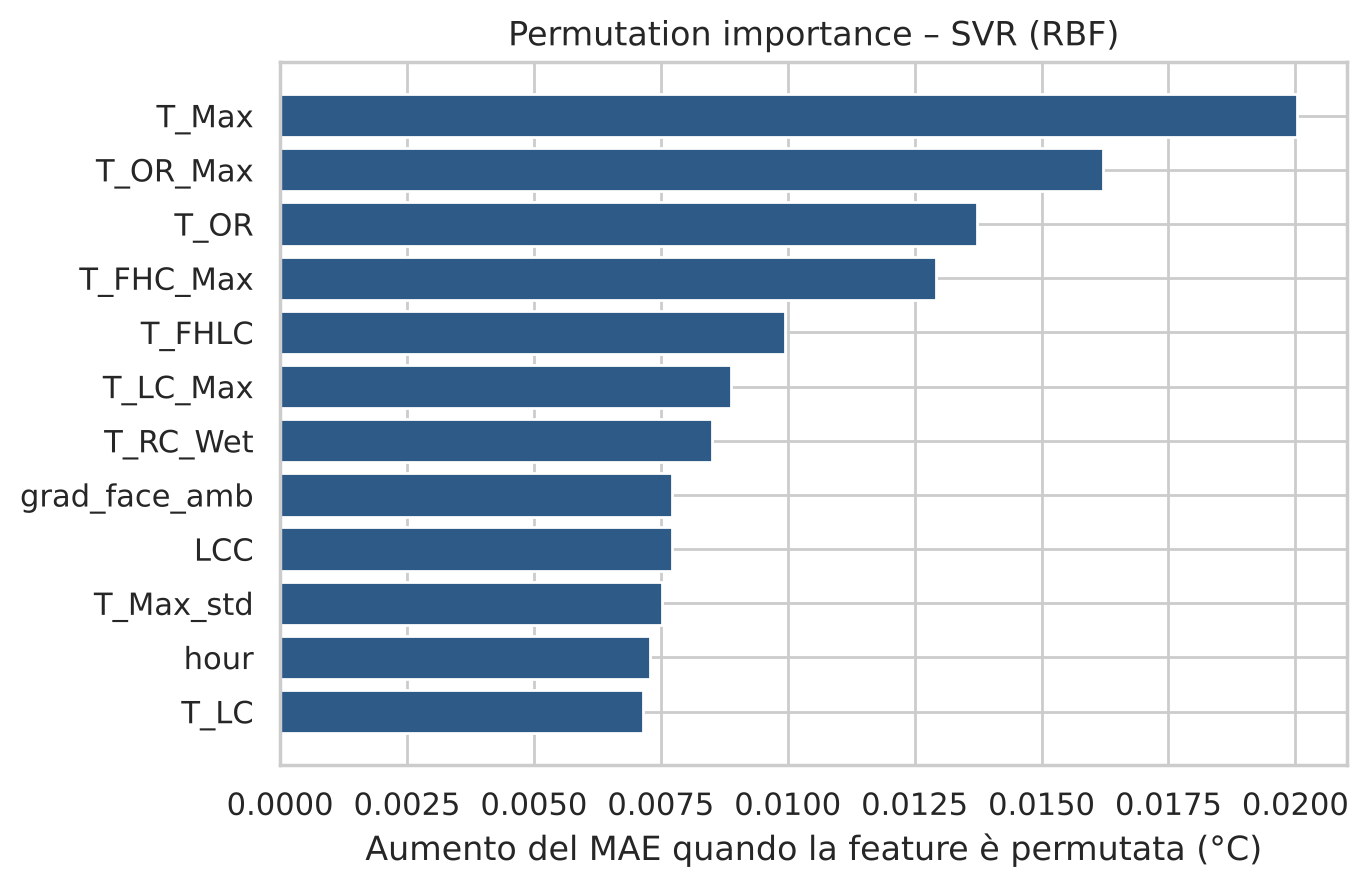 Permutation importance – SVR (RBF)
T_Max
T_OR_Max
T_OR
T_FHC_Max
T_FHLC
T_LC_Max
T_RC_Wet
grad_face_amb
LCC
T_Max_std
hour
T_LC
0.0000 0.0025 0.0050 0.0075 0.0100 0.0125 0.0150 0.0175 0.0200
Aumento del MAE quando la feature è permutata (°C)